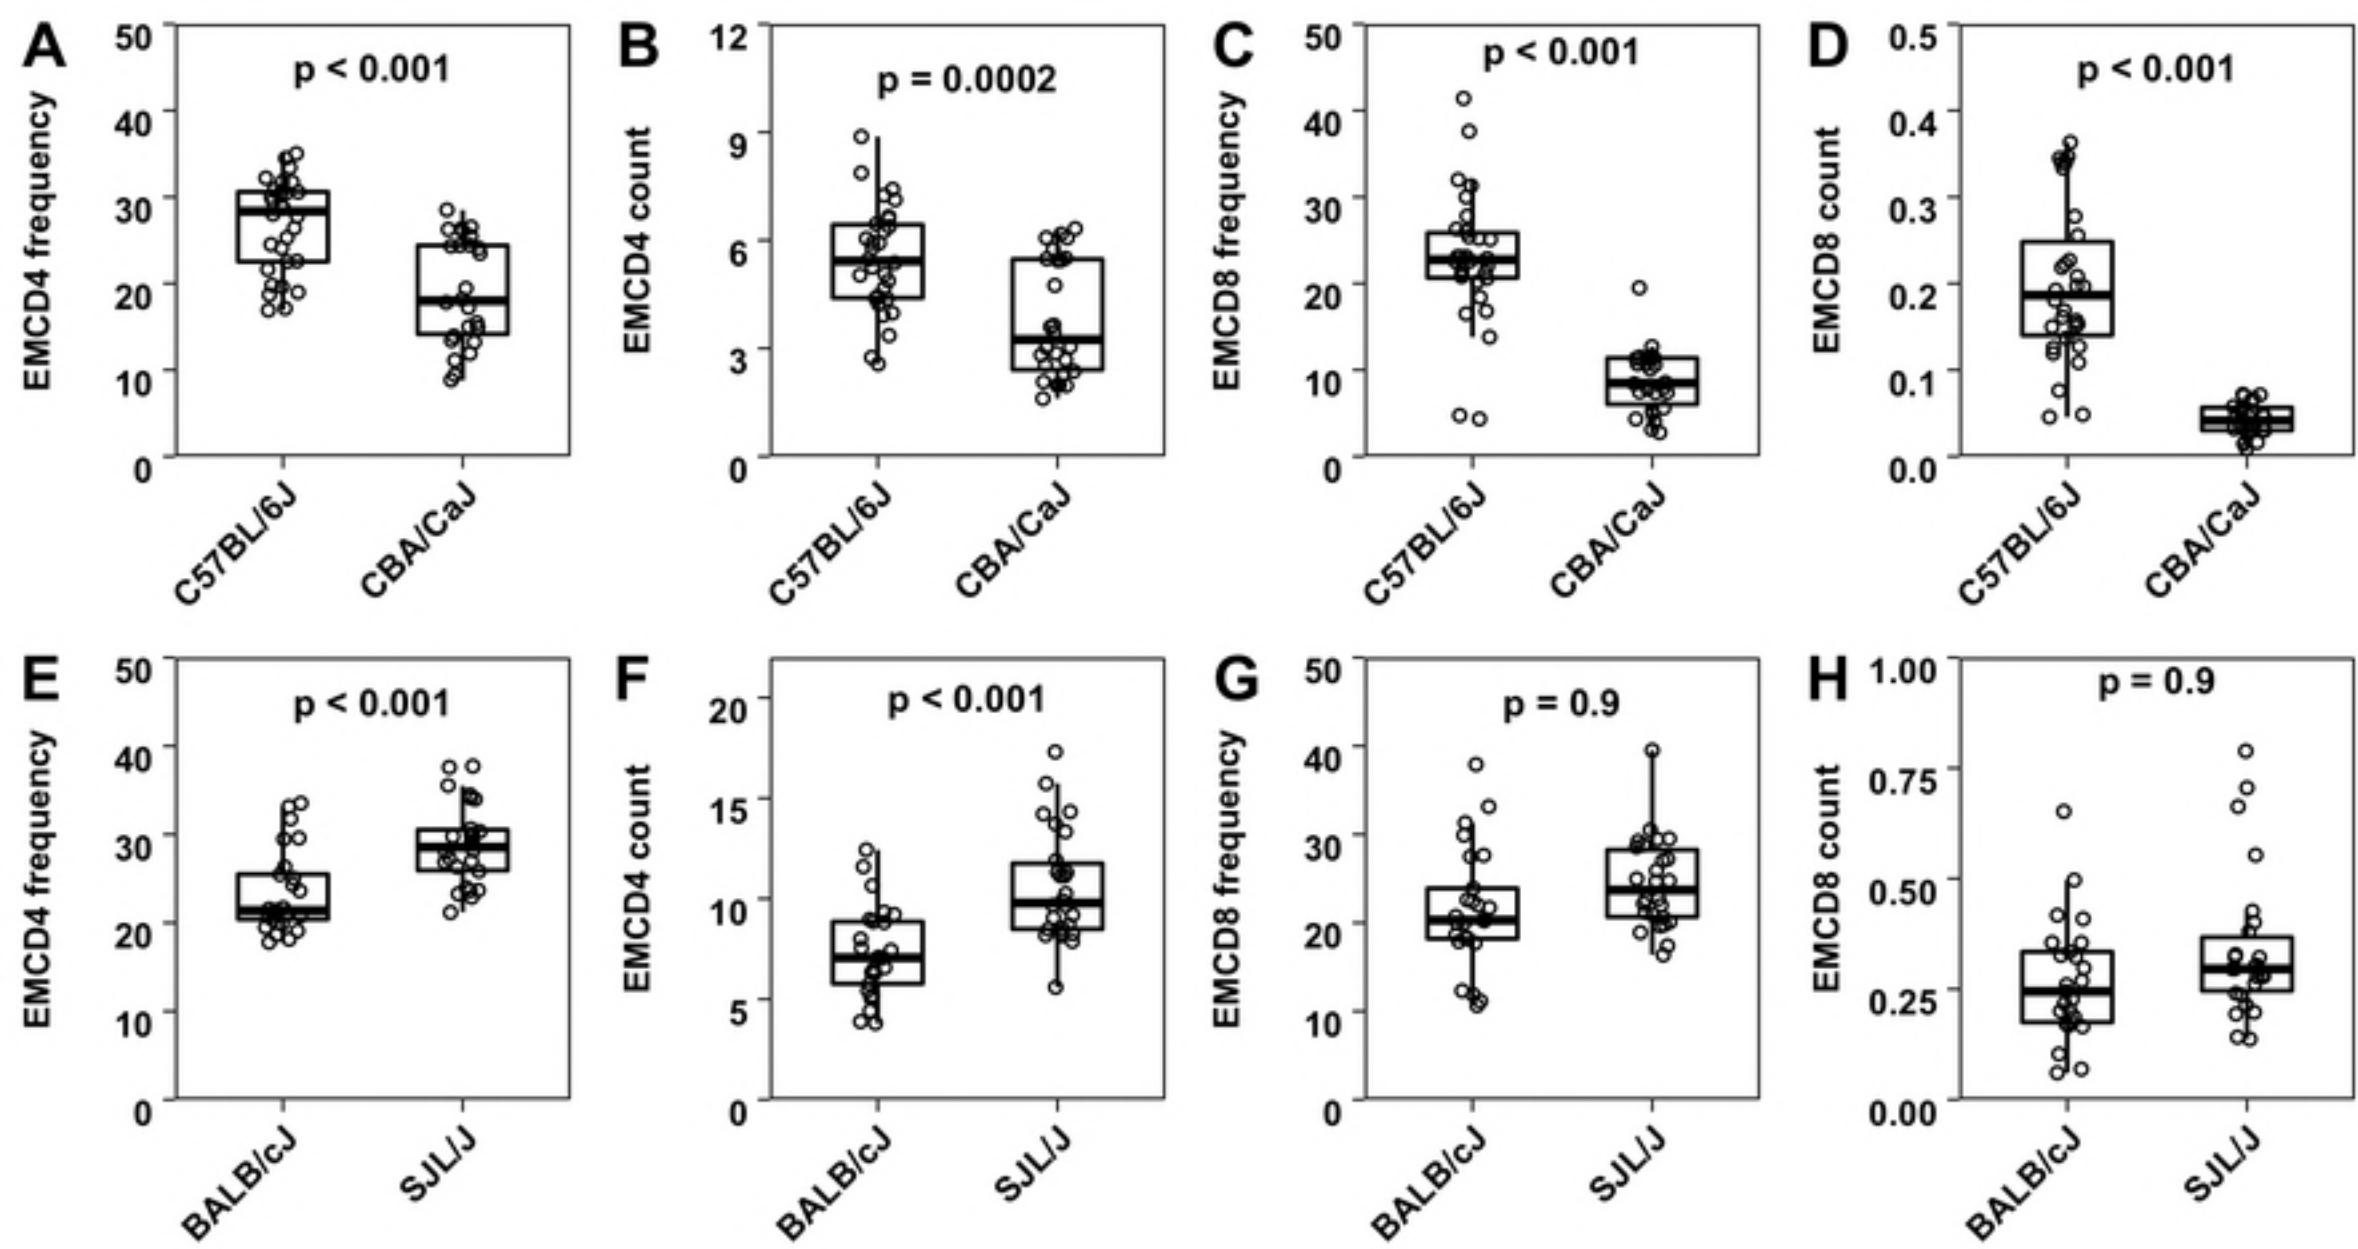 A
EMCD4 frequency
50
40
30
20
10
0
p < 0.001
C57BL/6J
CBA/CaJ
B
EMCD4 count
12
9
6
3
0
p = 0.0002
C57BL/6J
CBA/CaJ
C
EMCD8 frequency
50
40
30
20
10
0
p < 0.001
C57BL/6J
CBA/CaJ
D
EMCD8 count
0.5
0.4
0.3
0.2
0.1
0.0
p < 0.001
C57BL/6J
CBA/CaJ
E
EMCD4 frequency
50
40
30
20
10
0
p < 0.001
BALB/cJ
SJL/J
F
EMCD4 count
20
15
10
5
0
p < 0.001
BALB/cJ
SJL/J
G
EMCD8 frequency
50
40
30
20
10
0
p = 0.9
BALB/cJ
SJL/J
H
EMCD8 count
1.00
0.75
0.50
0.25
0.00
p = 0.9
BALB/cJ
SJL/J